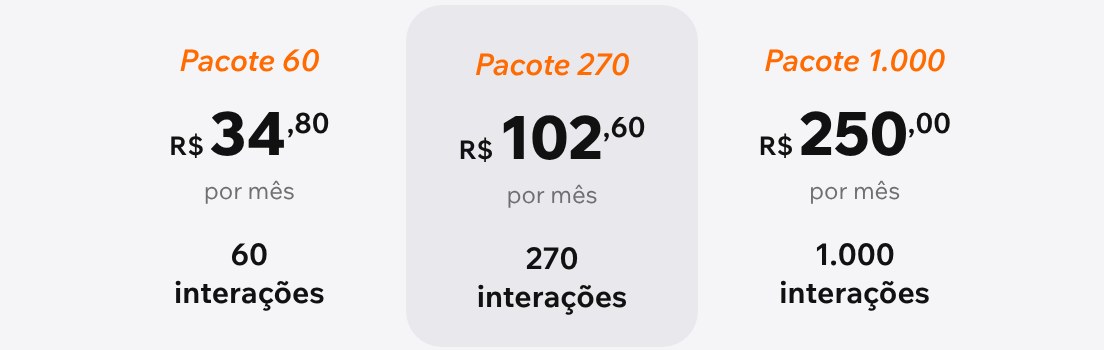 Pacote 60
R$ 34,80
por mês
60
interações
Pacote 270
R$ 102,60
por mês
270
interações
Pacote 1.000
R$ 250,00
por mês
1.000
interações